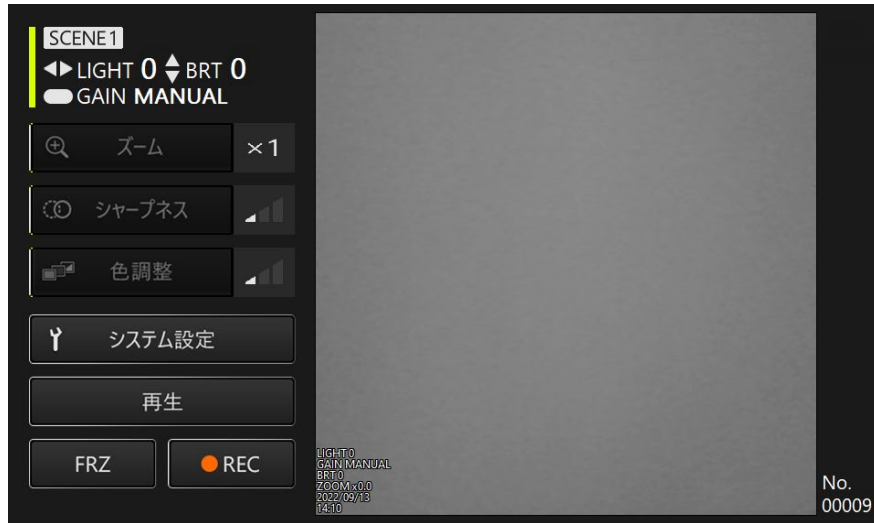 SCENE1
LIGHT 0 BRT 0
GAIN MANUAL
ズーム ×1
シャープネス
色調整
システム設定
再生
FRZ REC
LIGHT 0
GAIN MANUAL
BRT 0
ZOOM x0.0
2022/09/13
14:10
No.
00009